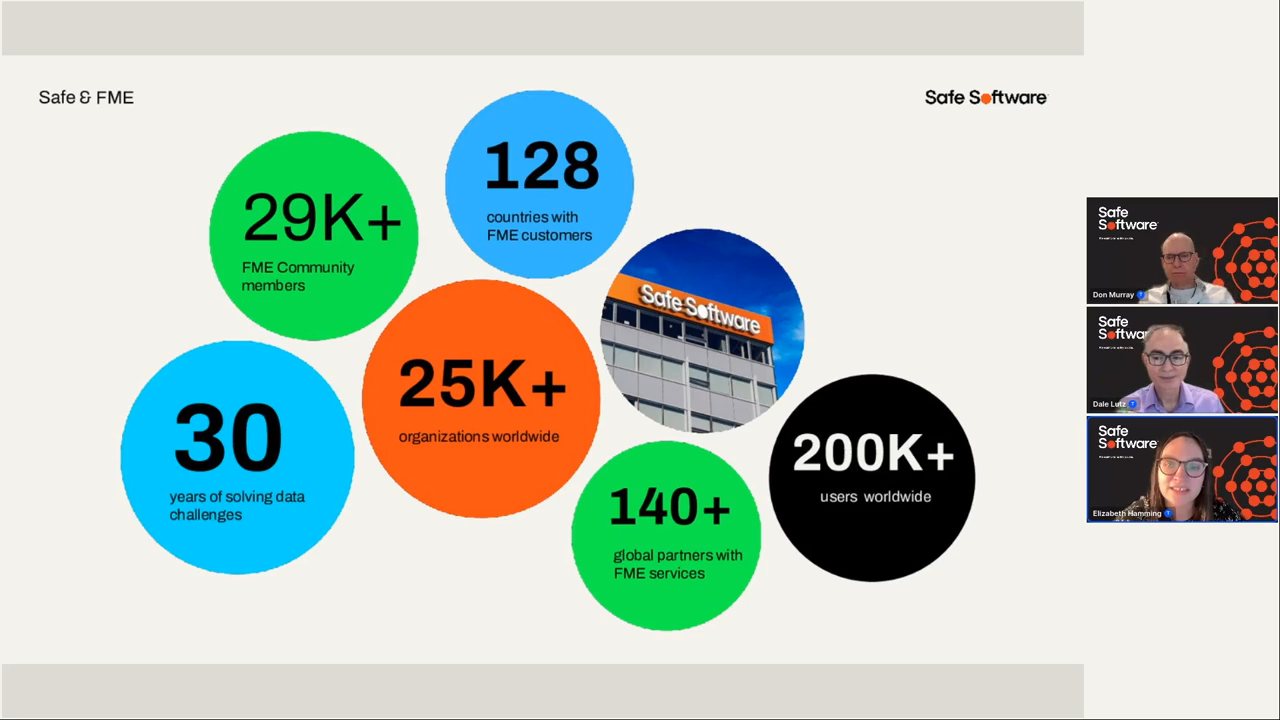 Safe & FME
Safe Software
128
countries with
FME customers
29K+
FME Community
members
Safe Software
25K+
organizations worldwide
30
years of solving data
challenges
200K+
users worldwide
140+
global partners with
FME services
Safe
Software
Don Murray
Safe
Software
Dale Lutz
Safe
Software
Elizabeth Hamming